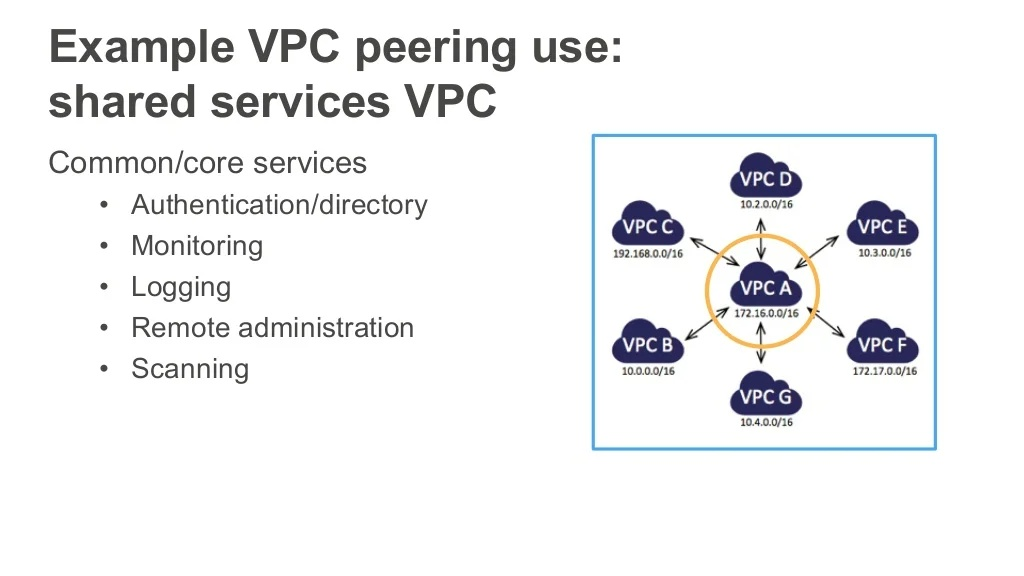 Example VPC peering use:
shared services VPC
Common/core services
• Authentication/directory
• Monitoring
• Logging
• Remote administration
• Scanning
VPC D
10.2.0.0/16
VPC C
192.168.0.0/16
VPC E
10.3.0.0/16
VPC A
172.16.0.0/16
VPC B
10.0.0.0/16
VPC F
172.17.0.0/16
VPC G
10.4.0.0/16